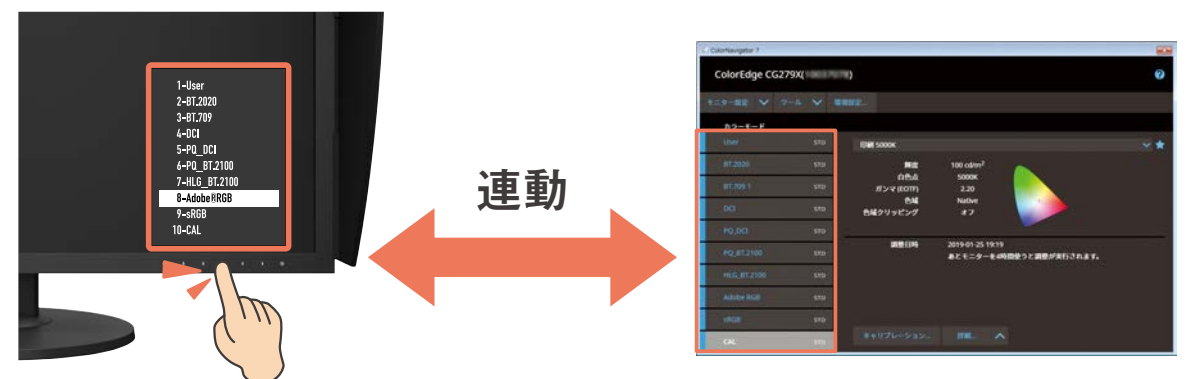 1-User
2-BT.2020
3-BT.709
4-DCI
5-PQ_DCI
6-PQ_BT.2100
7-HLG_BT.2100
8-Adobe®RGB
9-sRGB
10-CAL
連動
ColorNavigator 7
ColorEdge CG279X(
モニター設定 ツール 環境設定...
カラーモード
User STD
BT.2020 STD
BT.709 1 STD
DCI STD
PQ_DCI STD
PQ_BT.2100 STD
HLG_BT.2100 STD
Adobe RGB STD
sRGB STD
CAL STD
印刷 5000K
輝度 100 cd/m²
白色点 5000K
ガンマ (EOTF) 2.20
色域 Native
色域クリッピング オフ
調整日時 2019-01-25 19:19
あとモニターを4時間使うと調整が実行されます。
キャリブレーション... 詳細...